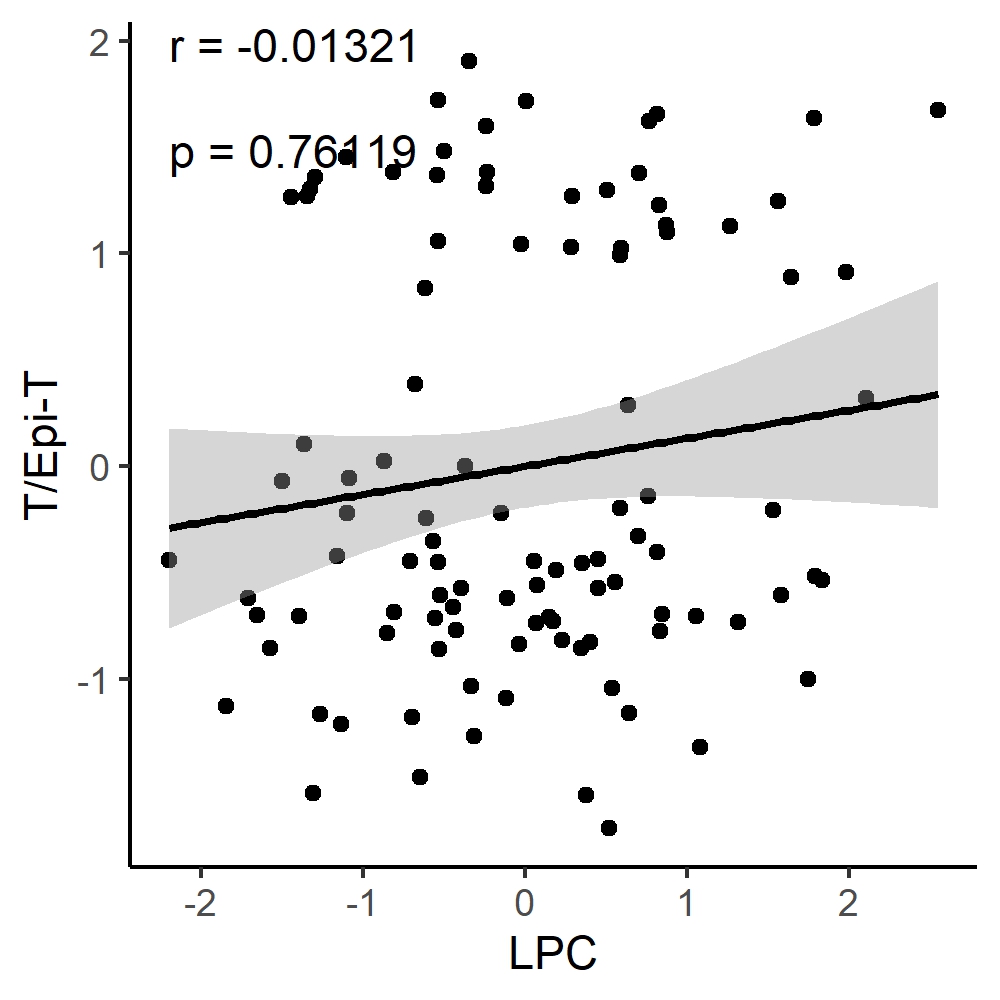 2
r = -0.01321
p = 0.76119
1
T/Epi-T
0
-1
-2 -1 0 1 2
LPC